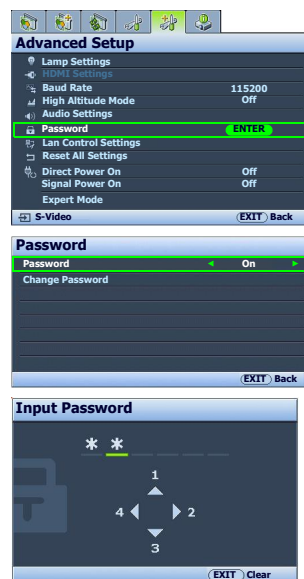 Advanced Setup
Lamp Settings
HDMI Settings
Baud Rate 115200
High Altitude Mode Off
Audio Settings
Password ENTER
Lan Control Settings
Reset All Settings
Direct Power On Off
Signal Power On Off
Expert Mode
S-Video EXIT Back
Password
Password On
Change Password
EXIT Back
Input Password
* *
1
4 2
3
EXIT Clear